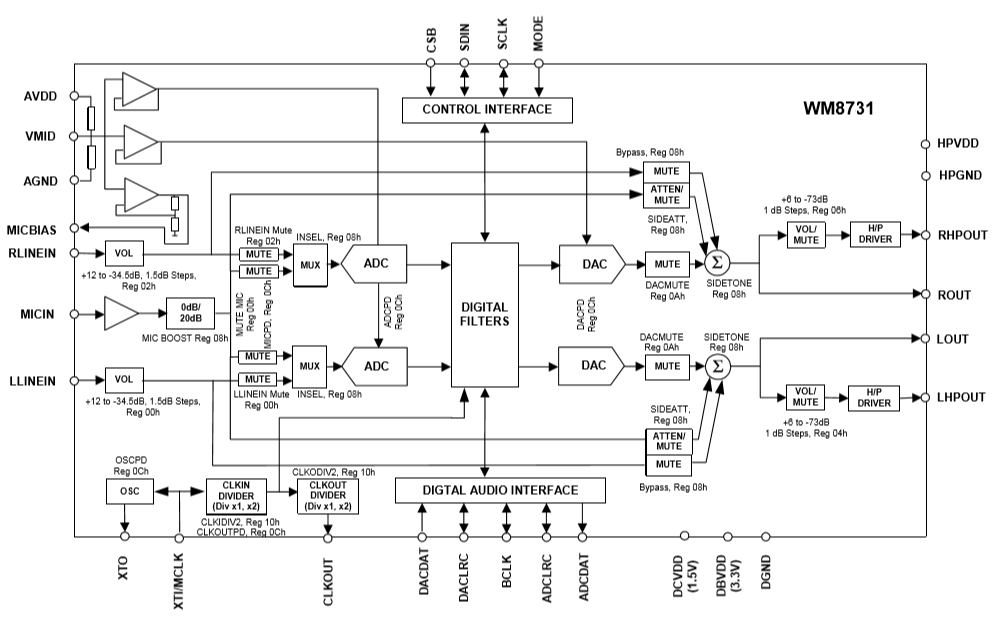 CSB
SDIN
SCLK
MODE
WM8731
CONTROL INTERFACE
AVDD
VMID
AGND
MICBIAS
RLINEIN
MICIN
LLINEIN
HPVDD
HPGND
RHPOUT
ROUT
LOUT
LHPOUT
Bypass, Reg 08h
MUTE
ATTEN/
MUTE
SIDEATT,
Reg 08h
+6 to -73dB
1 dB Steps, Reg 06h
VOL/
MUTE
H/P
DRIVER
VOL
+12 to -34.5dB, 1.5dB Steps,
Reg 02h
RLINEIN Mute
Reg 02h
MUTE
MUTE
INSEL, Reg 08h
MUX
ADC
DAC
MUTE
DACMUTE
Reg 0Ah
Σ
SIDETONE
Reg 08h
0dB/
20dB
MIC BOOST Reg 08h
MUTE MIC
Reg 00h
MICPD, Reg 0Ch
ADCPD
Reg 0Ch
DIGITAL
FILTERS
DACPD
Reg 0Ch
VOL
+12 to -34.5dB, 1.5dB Steps,
Reg 00h
MUTE
MUTE
LLINEIN Mute
Reg 00h
MUX
INSEL, Reg 08h
ADC
DAC
DACMUTE
Reg 0Ah
MUTE
SIDETONE
Reg 08h
Σ
VOL/
MUTE
H/P
DRIVER
+6 to -73dB
1 dB Steps, Reg 04h
SIDEATT,
Reg 08h
ATTEN/
MUTE
MUTE
Bypass, Reg 08h
OSCPD
Reg 0Ch
OSC
CLKIN
DIVIDER
(Div x1, x2)
CLKIDIV2, Reg 10h
CLKOUTPD, Reg 0Ch
CLKODIV2, Reg 10h
CLKOUT
DIVIDER
(Div x1, x2)
DIGTAL AUDIO INTERFACE
XTO
XTI/MCLK
CLKOUT
DACDAT
DACLRC
BCLK
ADCLRC
ADCDAT
DCVDD
(1.5V)
DBVDD
(3.3V)
DGND